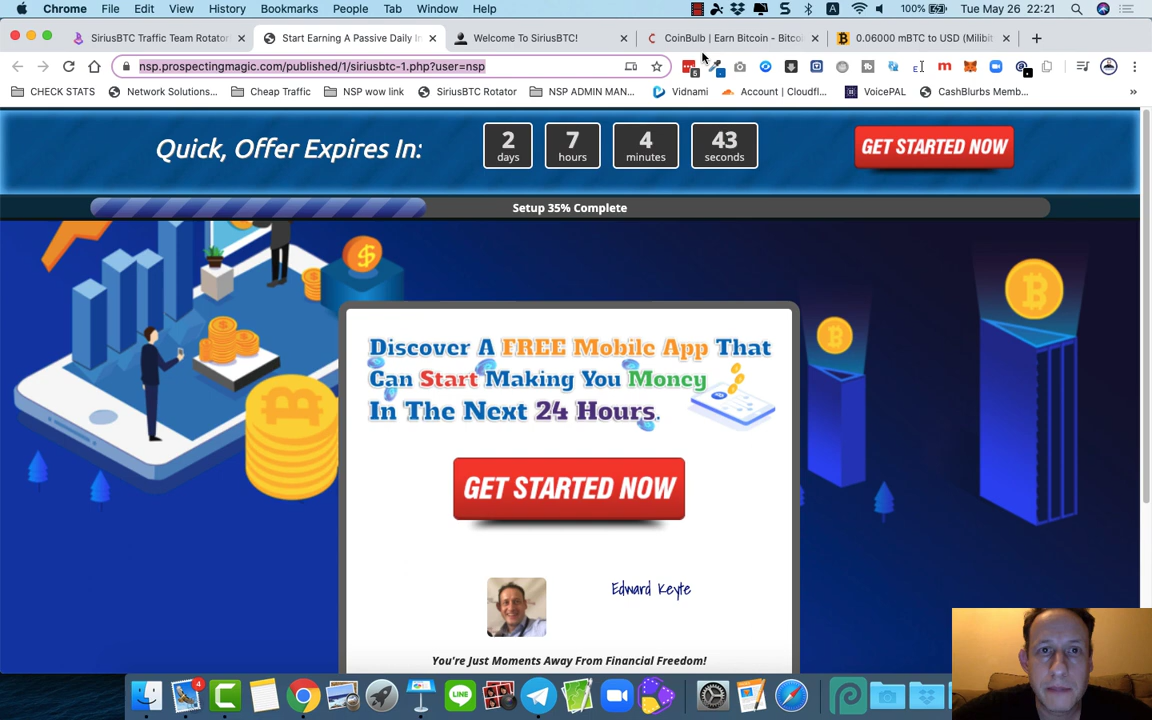 Chrome File Edit View History Bookmarks People Tab Window Help 100% Tue May 26 22:21
SiriusBTC Traffic Team Rotator
Start Earning A Passive Daily In
Welcome To SiriusBTC!
CoinBulb | Earn Bitcoin - Bitcoi
0.06000 mBTC to USD (Millibit
nsp.prospectingmagic.com/published/1/siriusbtc-1.php?user=nsp
CHECK STATS
Network Solutions...
Cheap Traffic
NSP wow link
SiriusBTC Rotator
NSP ADMIN MAN...
Vidnami
Account | Cloudfl...
VoicePAL
CashBlurbs Memb...
Quick, Offer Expires In:
2 days
7 hours
4 minutes
43 seconds
GET STARTED NOW
Setup 35% Complete
Discover A FREE Mobile App That
Can Start Making You Money
In The Next 24 Hours.
GET STARTED NOW
Edward Keyte
You're Just Moments Away From Financial Freedom!